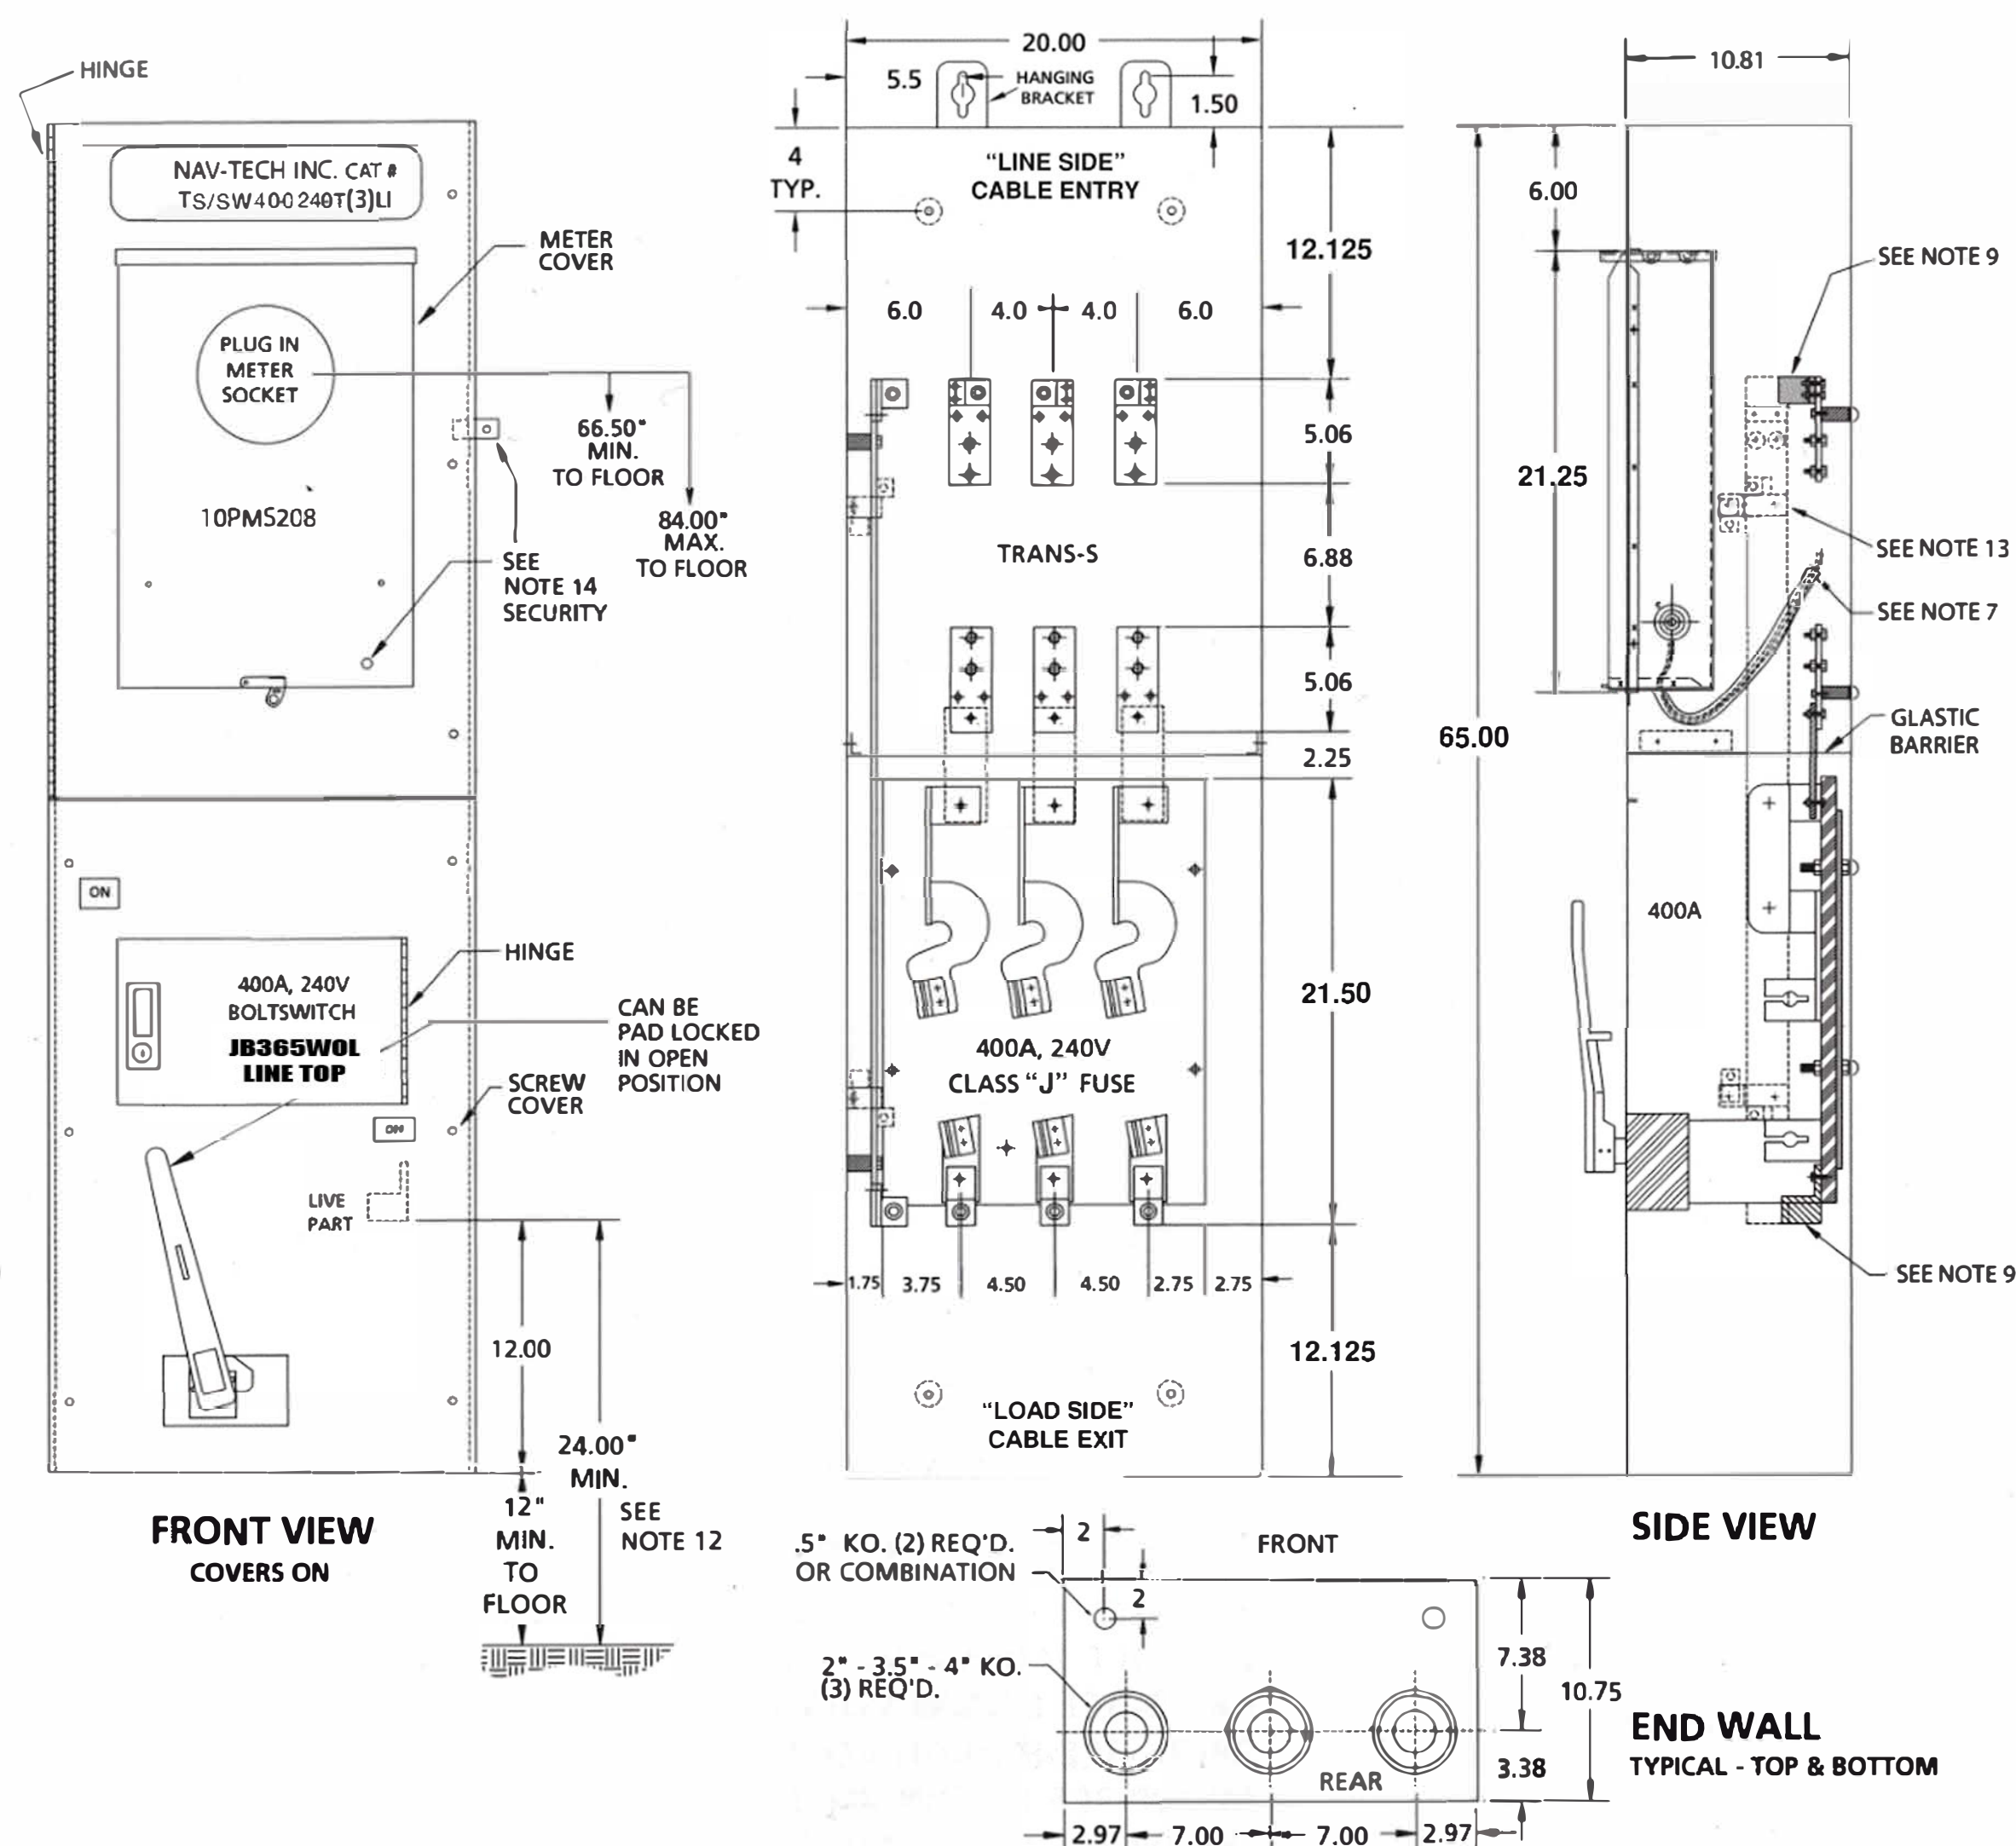 HINGE
NAV-TECH INC. CAT #
TS/SW400240T(3)LI
METER
COVER
PLUG IN
METER
SOCKET
10PMS208
66.50"
MIN.
TO FLOOR
84.00"
MAX.
TO FLOOR
SEE
NOTE 14
SECURITY
ON
400A, 240V
BOLTSWITCH
JB365WOL
LINE TOP
HINGE
CAN BE
PAD LOCKED
IN OPEN
POSITION
SCREW
COVER
LIVE
PART
12.00
24.00"
MIN.
SEE
NOTE 12
12"
MIN.
TO
FLOOR
FRONT VIEW
COVERS ON
20.00
5.5
HANGING
BRACKET
1.50
4
TYP.
"LINE SIDE"
CABLE ENTRY
12.125
6.0
4.0
4.0
6.0
5.06
TRANS-S
6.88
5.06
2.25
21.50
400A, 240V
CLASS "J" FUSE
1.75
3.75
4.50
4.50
2.75
2.75
12.125
"LOAD SIDE"
CABLE EXIT
10.81
6.00
21.25
65.00
SEE NOTE 9
SEE NOTE 13
SEE NOTE 7
GLASTIC
BARRIER
400A
SEE NOTE 9
SIDE VIEW
.5" KO. (2) REQ'D.
OR COMBINATION
2
FRONT
2
2" - 3.5" - 4" KO.
(3) REQ'D.
7.38
10.75
3.38
REAR
2.97
7.00
7.00
2.97
END WALL
TYPICAL - TOP & BOTTOM